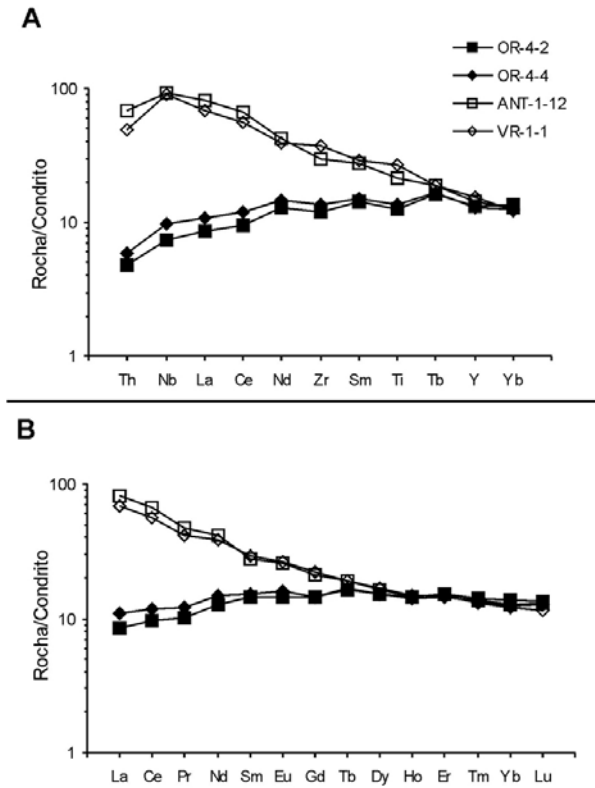 A
OR-4-2
OR-4-4
ANT-1-12
VR-1-1
100
10
1
Rocha/Condrito
Th Nb La Ce Nd Zr Sm Ti Tb Y Yb
B
100
10
1
Rocha/Condrito
La Ce Pr Nd Sm Eu Gd Tb Dy Ho Er Tm Yb Lu